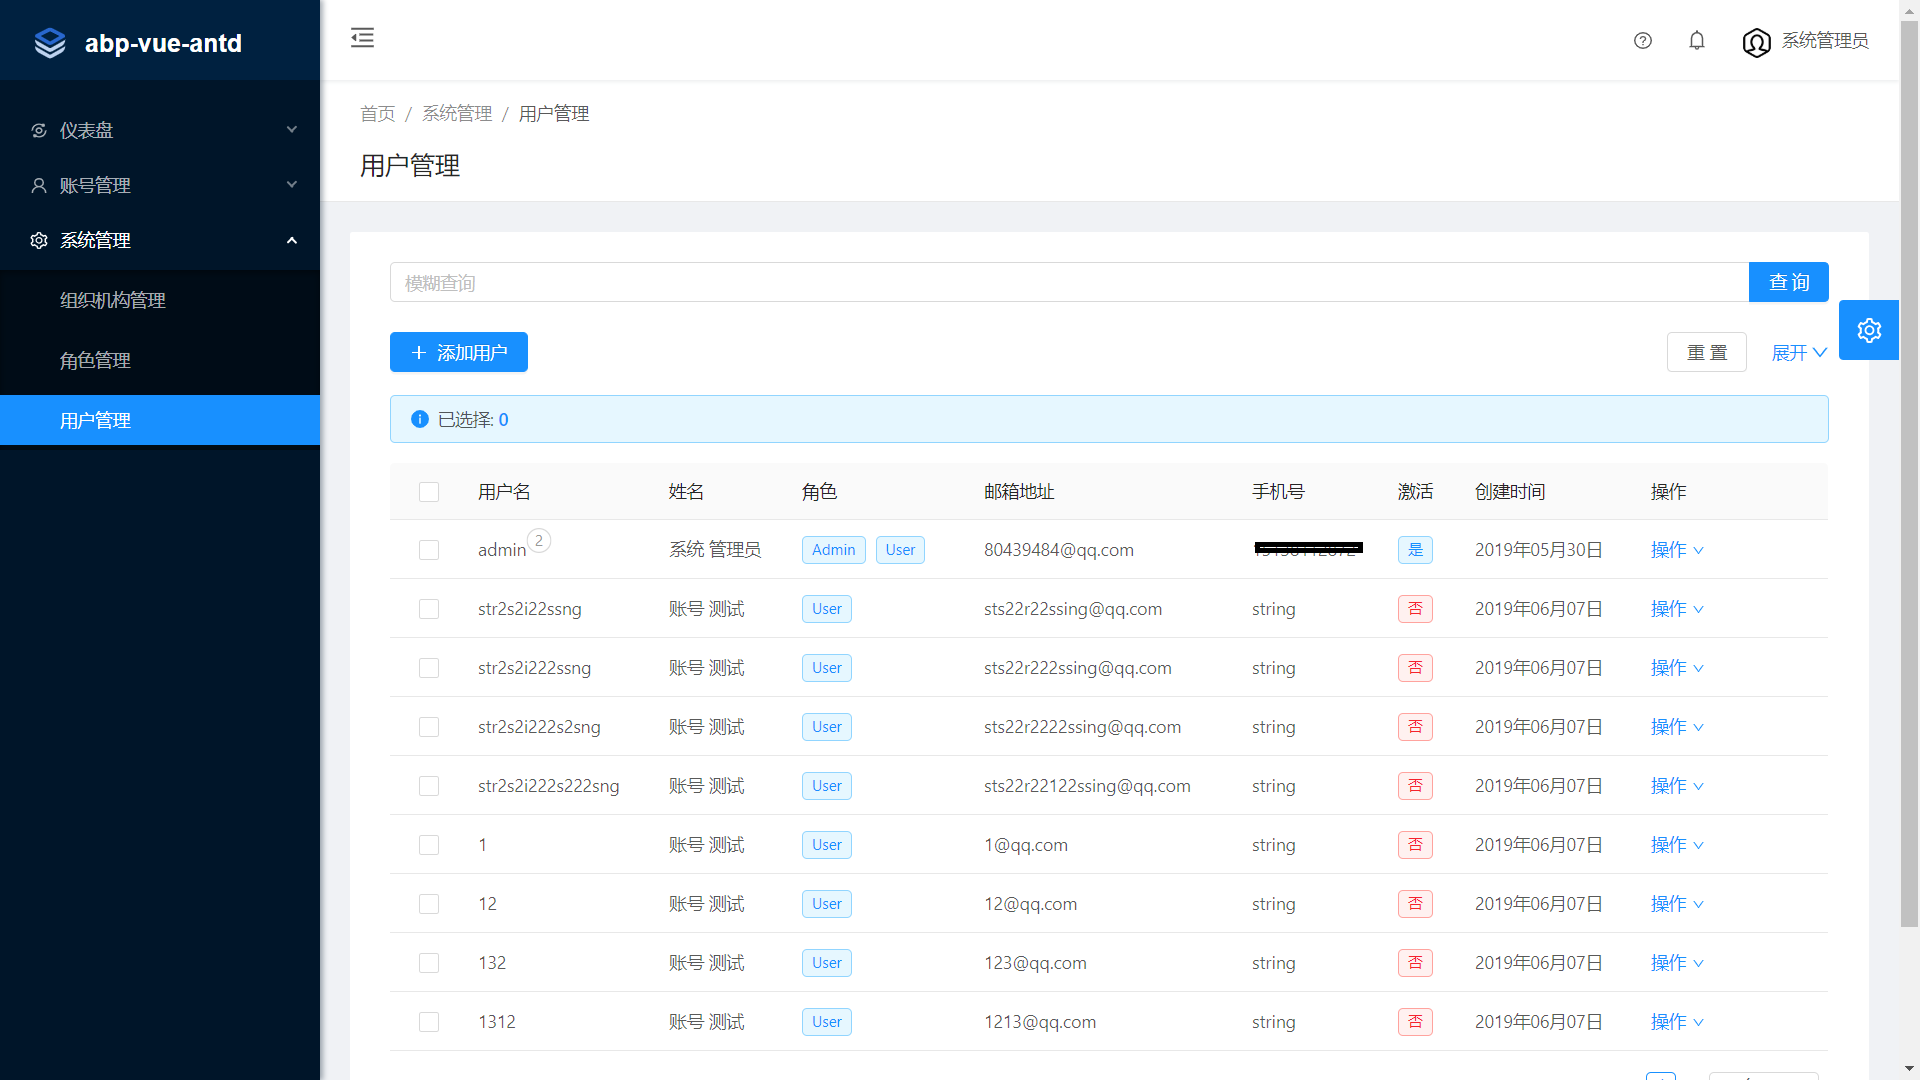 abp-vue-antd
系统管理员
仪表盘
账号管理
系统管理
组织机构管理
角色管理
用户管理
首页 / 系统管理 / 用户管理
用户管理
模糊查询 查 询
添加用户 重 置 展开
已选择: 0
用户名 姓名 角色 邮箱地址 手机号 激活 创建时间 操作
admin 2 系统 管理员 Admin User 80439484@qq.com 是 2019年05月30日 操作
str2s2i22ssng 账号 测试 User sts22r22ssing@qq.com string 否 2019年06月07日 操作
str2s2i222ssng 账号 测试 User sts22r222ssing@qq.com string 否 2019年06月07日 操作
str2s2i222s2sng 账号 测试 User sts22r2222ssing@qq.com string 否 2019年06月07日 操作
str2s2i222s222sng 账号 测试 User sts22r22122ssing@qq.com string 否 2019年06月07日 操作
1 账号 测试 User 1@qq.com string 否 2019年06月07日 操作
12 账号 测试 User 12@qq.com string 否 2019年06月07日 操作
132 账号 测试 User 123@qq.com string 否 2019年06月07日 操作
1312 账号 测试 User 1213@qq.com string 否 2019年06月07日 操作